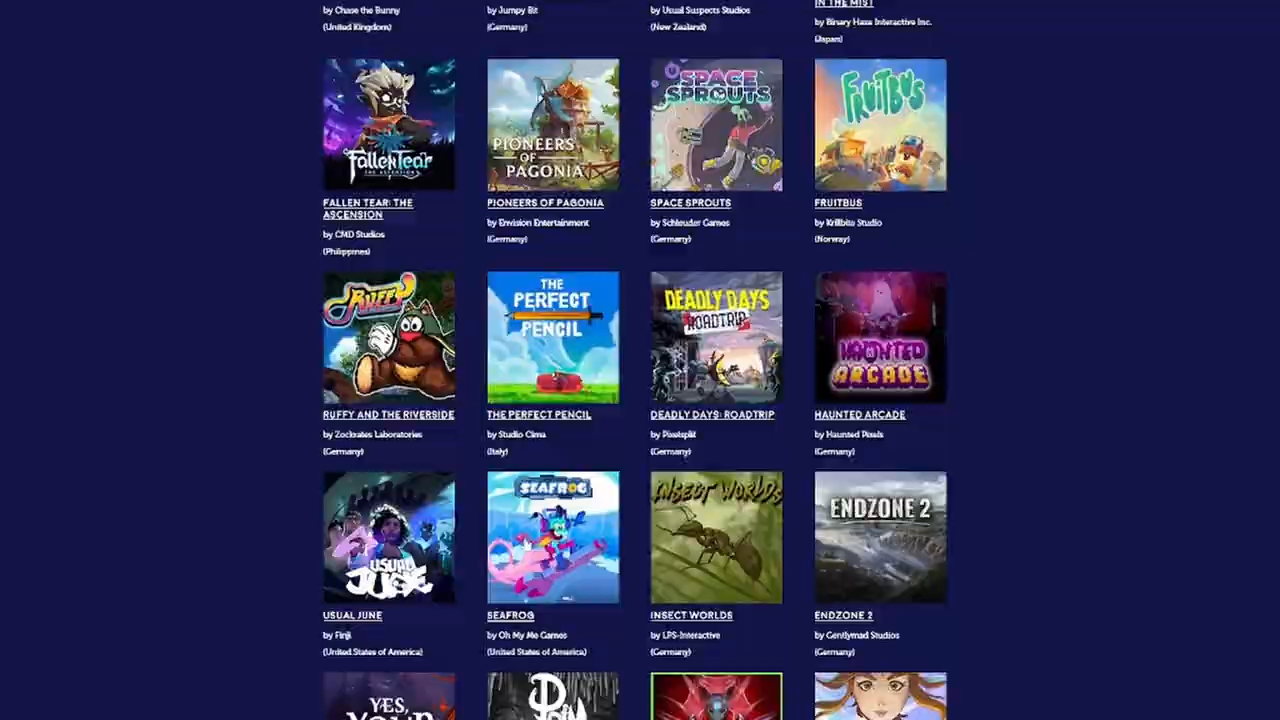 by Chase the Bunny
(United Kingdom)
by Jumpy Bit
(Germany)
by Usual Suspects Studios
(New Zealand)
IN THE MIST
by Binary Haze Interactive Inc.
(Japan)
FALLEN TEAR
THE ASCENSION
FALLEN TEAR: THE
ASCENSION
by CMD Studios
(Philippines)
PIONEERS
OF
PAGONIA
PIONEERS OF PAGONIA
by Envision Entertainment
(Germany)
SPACE
SPROUTS
SPACE SPROUTS
by Schleuder Games
(Germany)
FRUITBUS
FRUITBUS
by Krillbite Studio
(Norway)
RUFFY
RUFFY AND THE RIVERSIDE
by Zockrates Laboratories
(Germany)
THE
PERFECT
PENCIL
THE PERFECT PENCIL
by Studio Cima
(Italy)
DEADLY DAYS
ROADTRIP
DEADLY DAYS: ROADTRIP
by Pixelsplit
(Germany)
HAUNTED
ARCADE
HAUNTED ARCADE
by Haunted Pixels
(Germany)
USUAL
JUNE
USUAL JUNE
by Finji
(United States of America)
SEAFROG
SEAFROG
by Oh My Me Games
(United States of America)
INSECT WORLDS
INSECT WORLDS
by LPS-Interactive
(Germany)
ENDZONE 2
ENDZONE 2
by Gentlymad Studios
(Germany)
YES,
YOUR